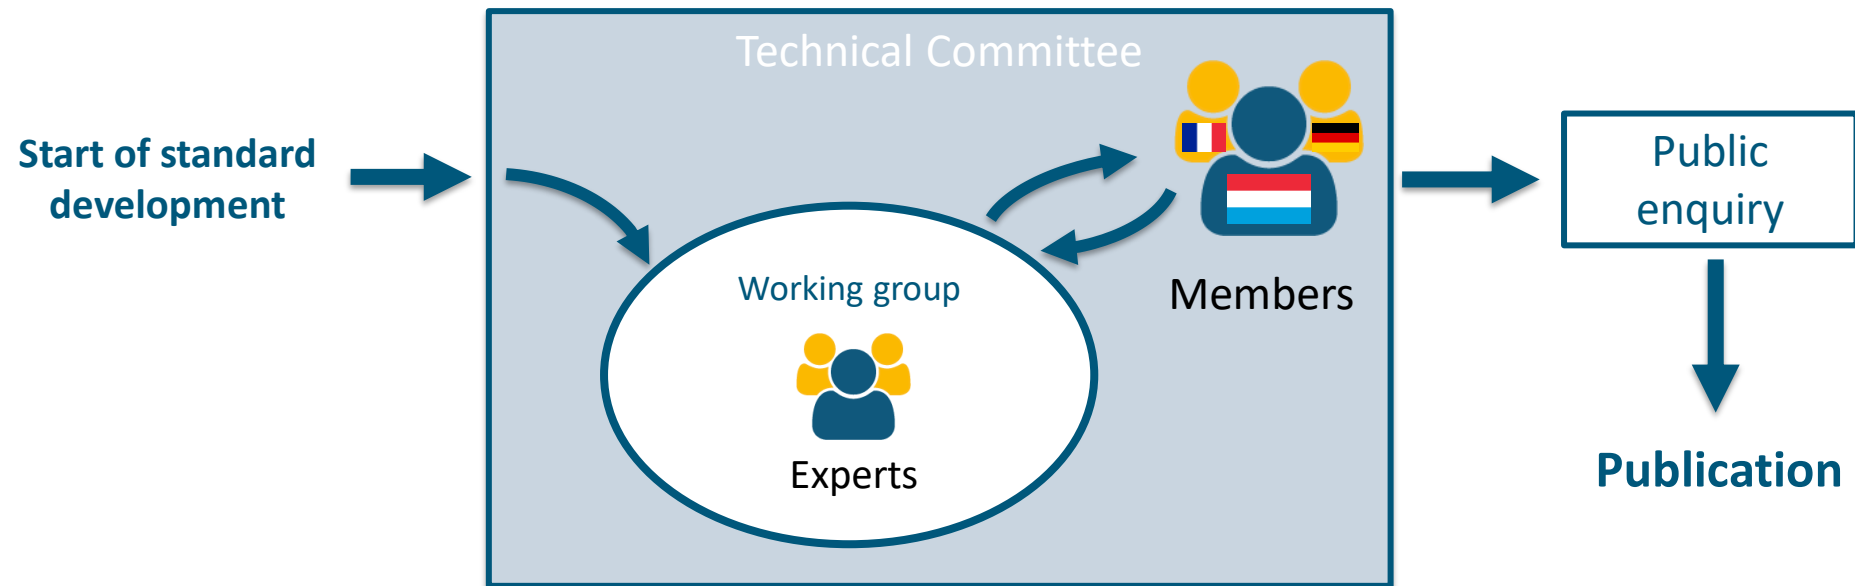 Technical Committee
Start of standard
development
Working group
Experts
Members
Public
enquiry
Publication